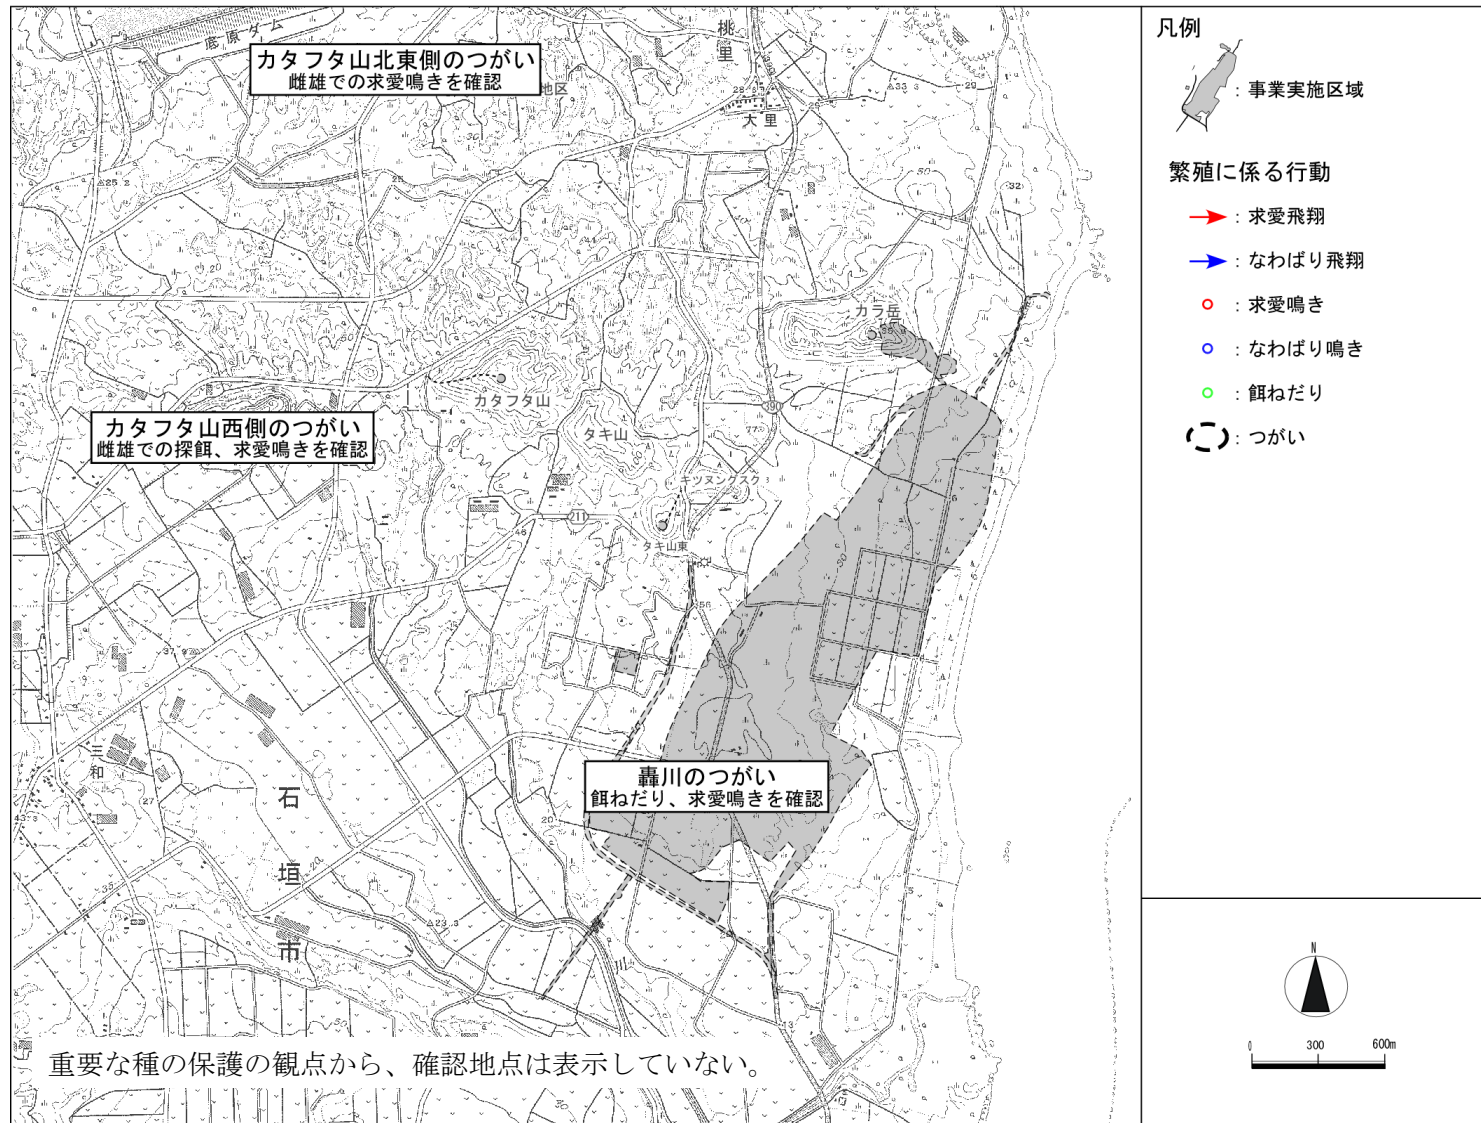 底原ダム
カタフタ山北東側のつがい
雌雄での求愛鳴きを確認
地区
桃里
大里
カラ岳
カタフタ山
カタフタ山西側のつがい
雌雄での探餌、求愛鳴きを確認
タキ山
390
キツヌングスク
211
タキ山東
三和
石垣市
轟川のつがい
餌ねだり、求愛鳴きを確認
川
重要な種の保護の観点から、確認地点は表示していない。
凡例
：事業実施区域
繁殖に係る行動
：求愛飛翔
：なわばり飛翔
：求愛鳴き
：なわばり鳴き
：餌ねだり
：つがい
N
0 300 600m